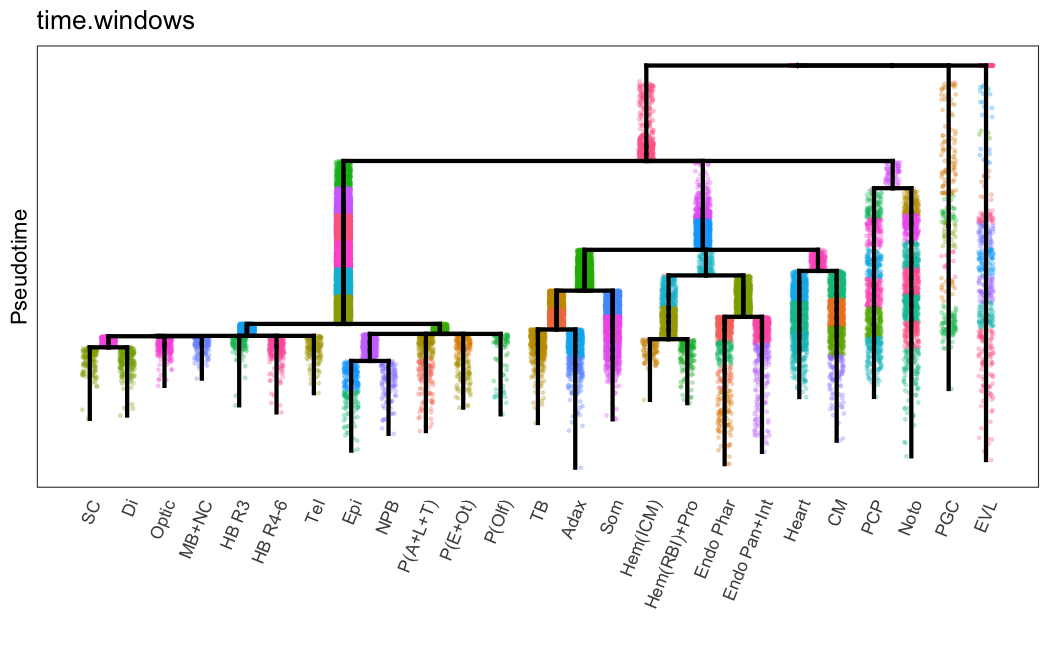 time.windows
Pseudotime
SC
Di
Optic
MB+NC
HB R3
HB R4-6
Tel
Epi
NPB
P(A+L+T)
P(E+Ot)
P(Olf)
TB
Adax
Som
Hem(ICM)
Hem(RBI)+Pro
Endo Phar
Endo Pan+Int
Heart
CM
PCP
Noto
PGC
EVL